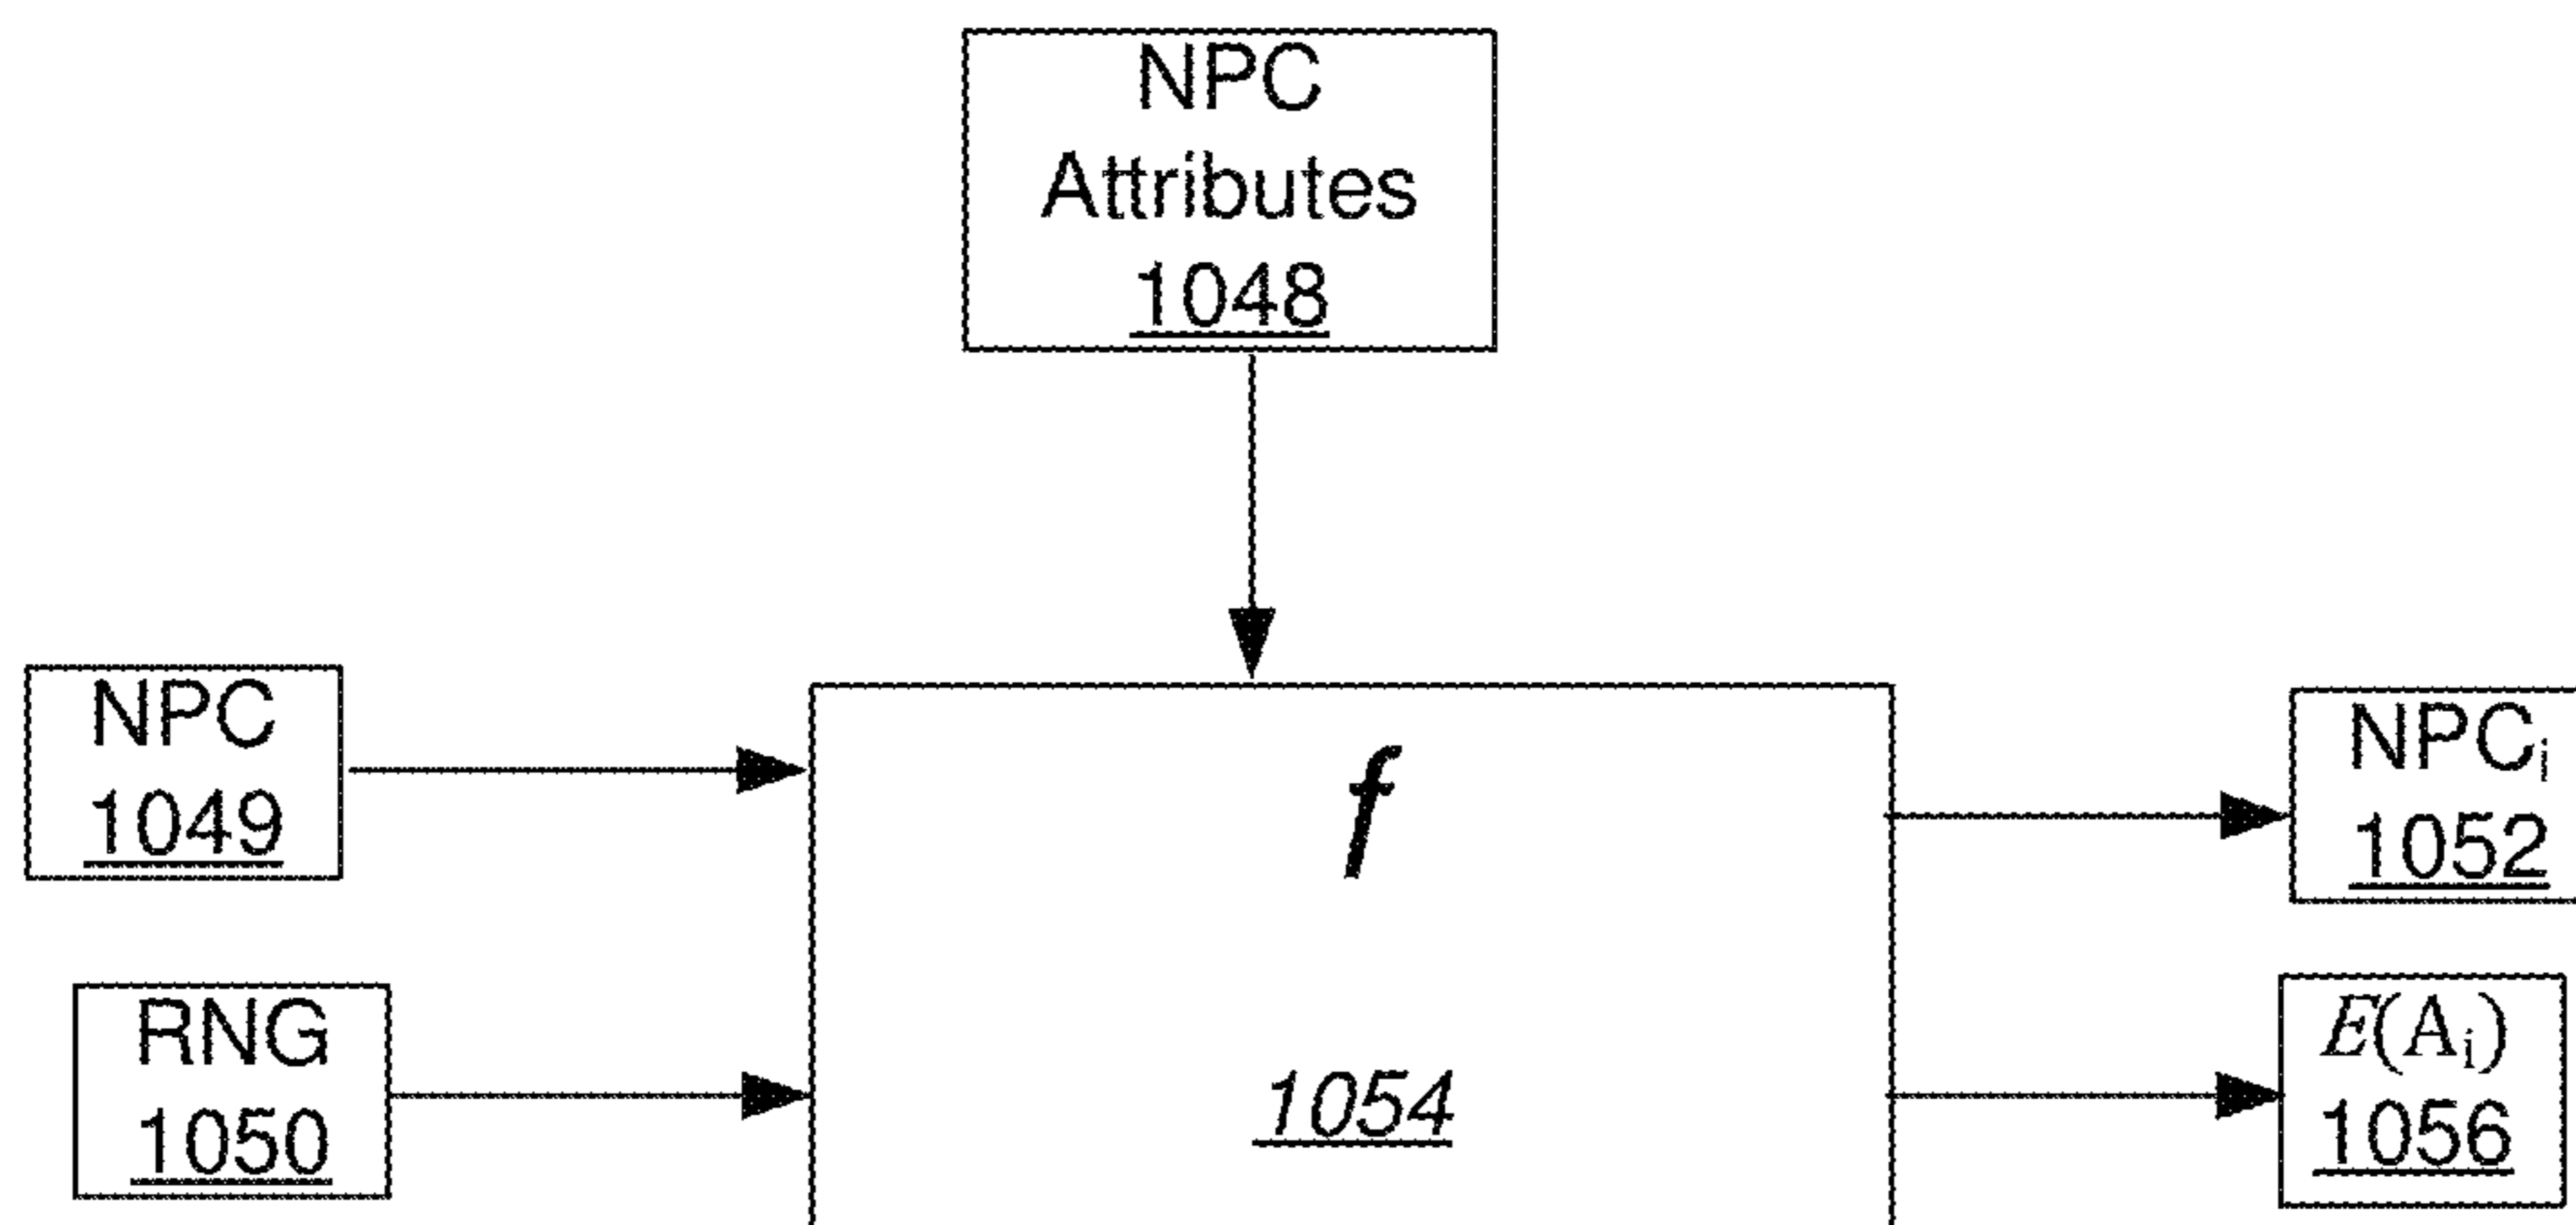 NPC
Attributes
1048
NPC
1049
RNG
1050
f
1054
NPCi
1052
E(Ai)
1056